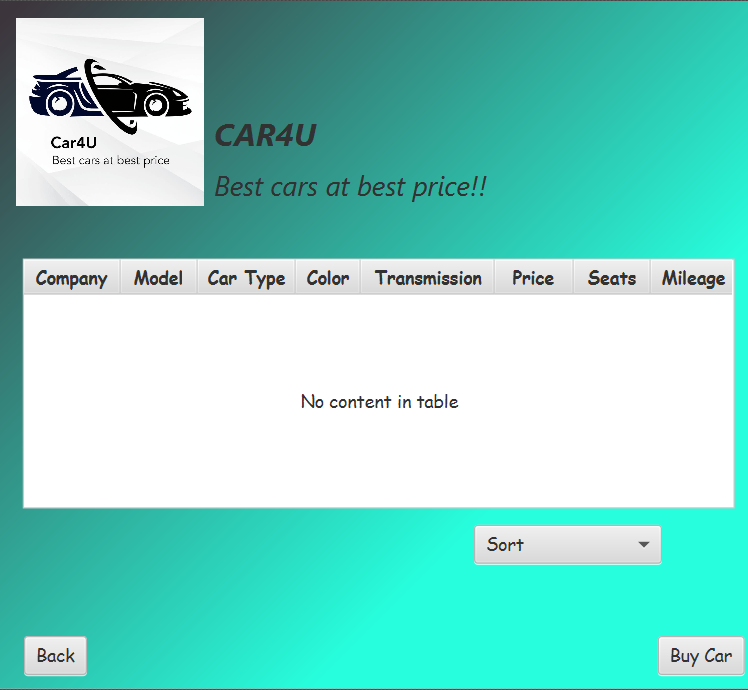 Car4U
Best cars at best price
CAR4U
Best cars at best price!!
Company Model Car Type Color Transmission Price Seats Mileage
No content in table
Sort
Back Buy Car